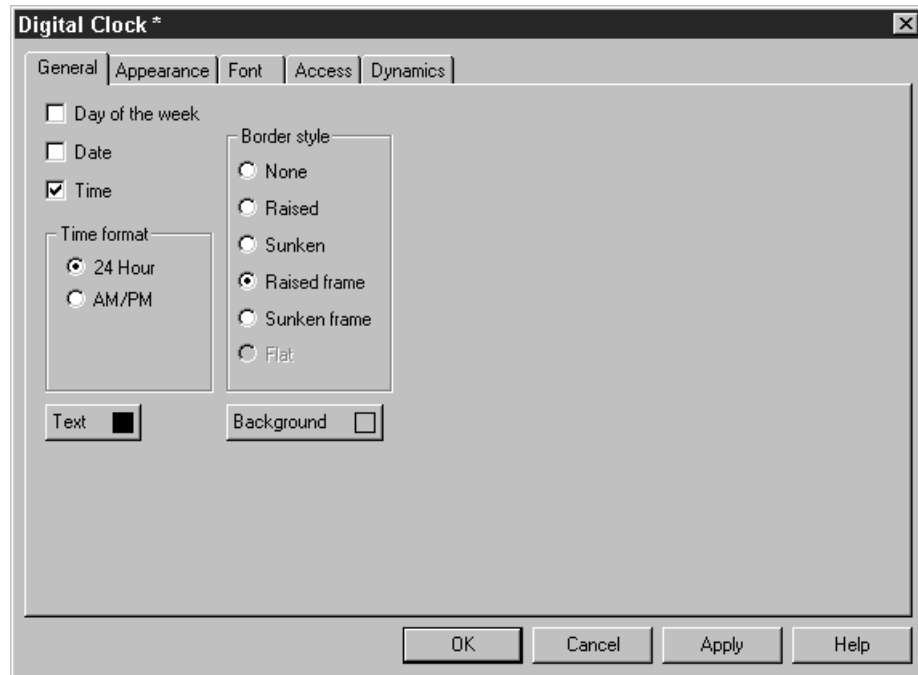 Digital Clock *
General Appearance Font Access Dynamics
Day of the week
Date
Time
Time format
24 Hour
AM/PM
Border style
None
Raised
Sunken
Raised frame
Sunken frame
Flat
Text
Background
OK Cancel Apply Help